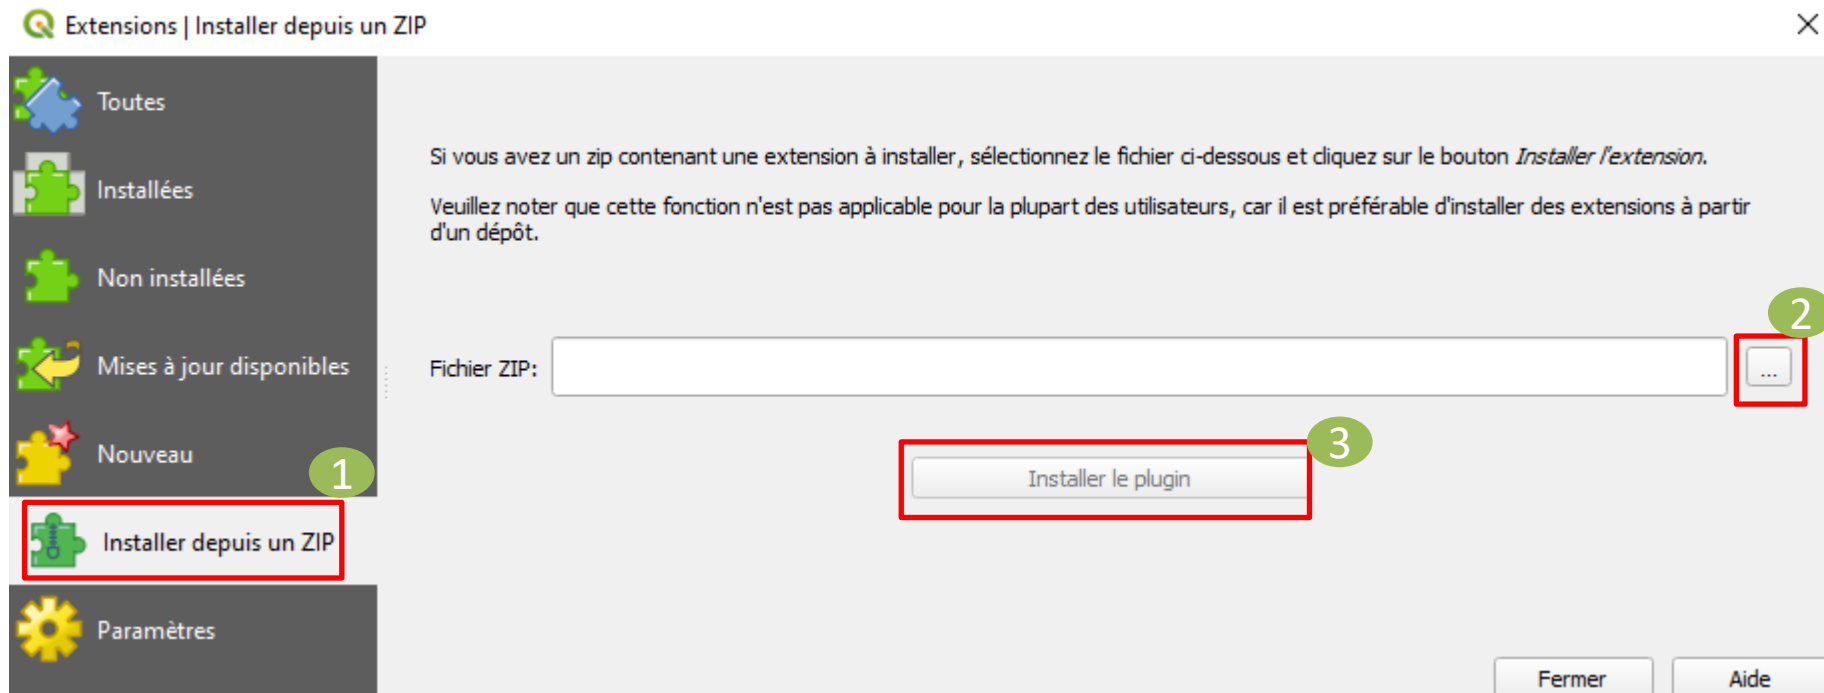 Extensions | Installer depuis un ZIP
Toutes
Installées
Non installées
Mises à jour disponibles
Nouveau
1
Installer depuis un ZIP
Paramètres
Si vous avez un zip contenant une extension à installer, sélectionnez le fichier ci-dessous et cliquez sur le bouton Installer l'extension.
Veuillez noter que cette fonction n'est pas applicable pour la plupart des utilisateurs, car il est préférable d'installer des extensions à partir
d'un dépôt.
2
Fichier ZIP:
...
3
Installer le plugin
Fermer
Aide